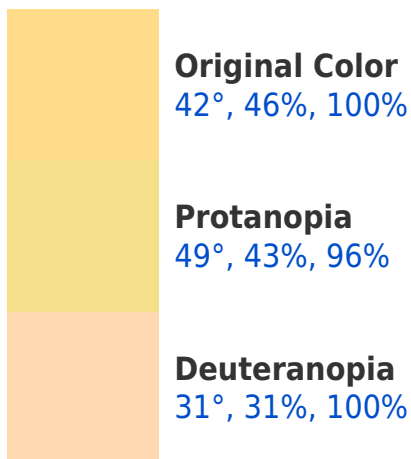 Original Color
42°, 46%, 100%
Protanopia
49°, 43%, 96%
Deuteranopia
31°, 31%, 100%